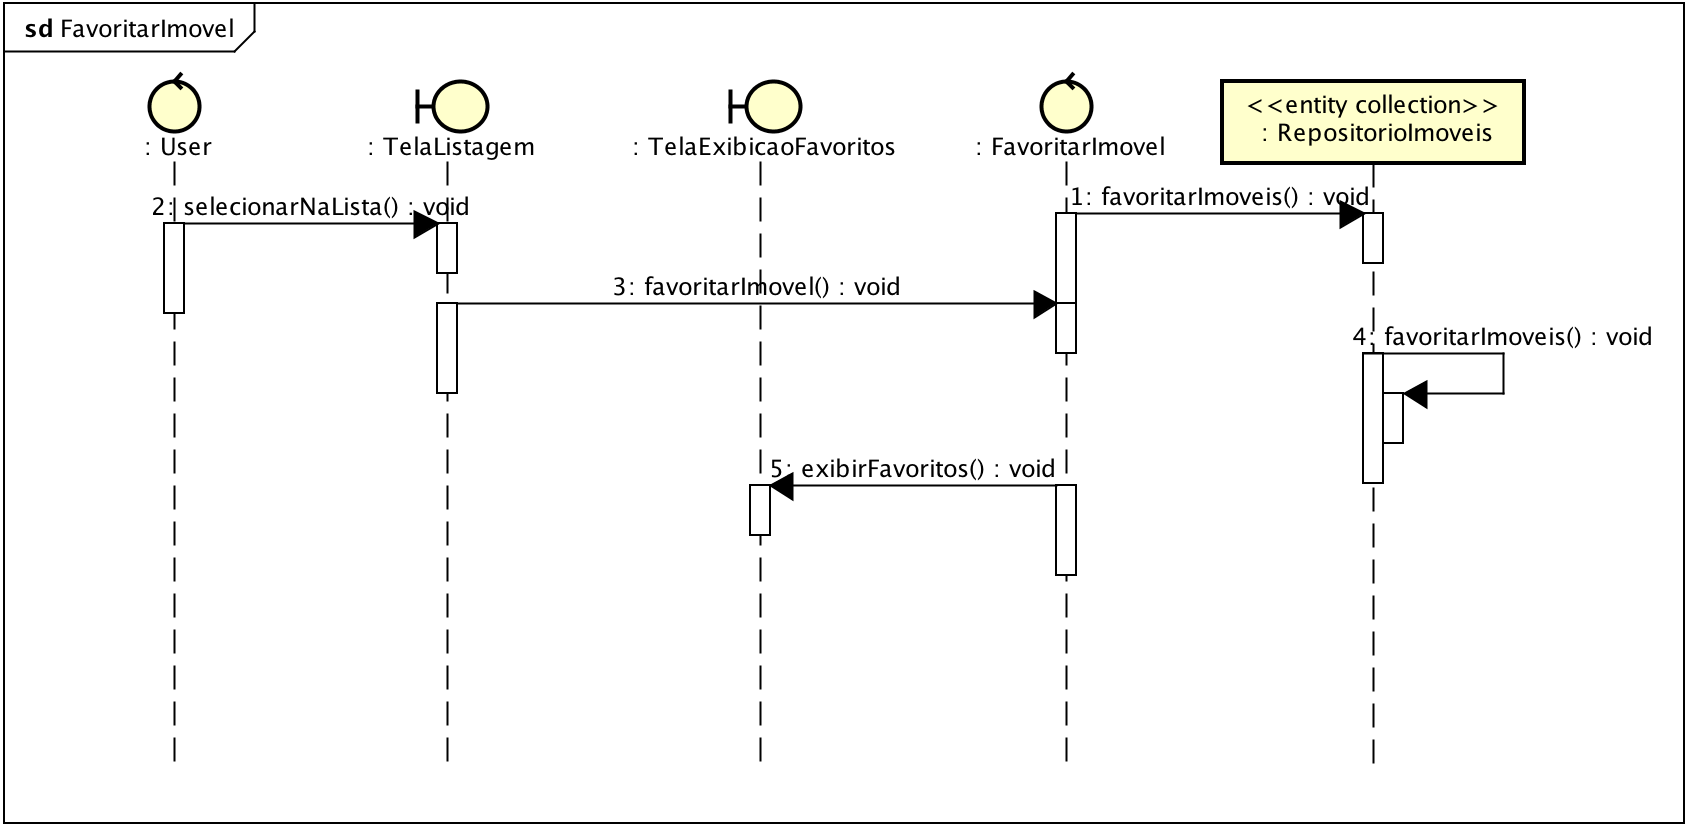 sd FavoritarImovel
: User
: TelaListagem
: TelaExibicaoFavoritos
: FavoritarImovel
<<entity collection>>
: RepositorioImoveis
1: favoritarImoveis() : void
2: selecionarNaLista() : void
3: favoritarImovel() : void
4: favoritarImoveis() : void
5: exibirFavoritos() : void